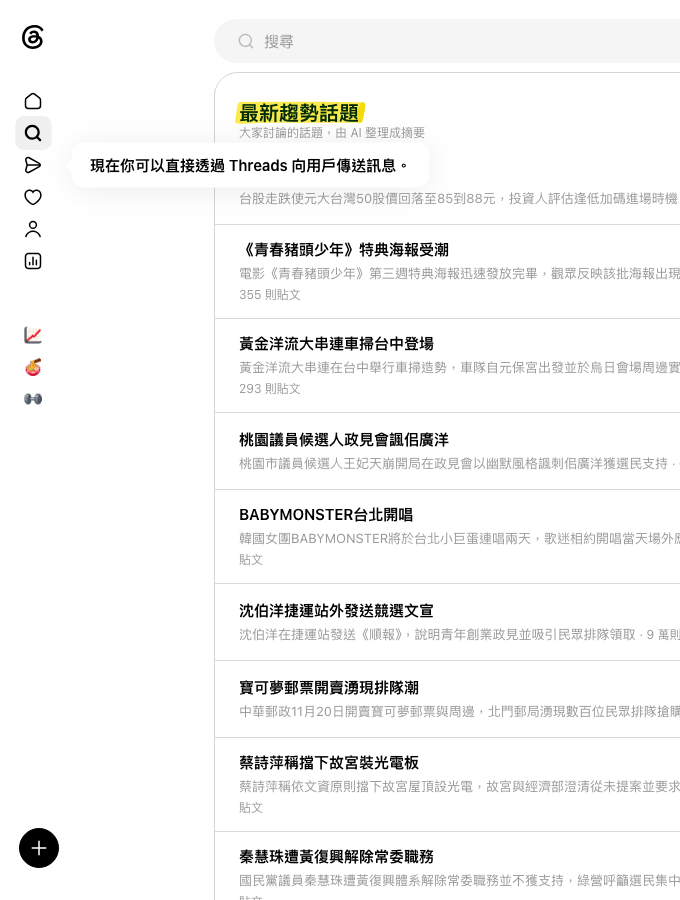 搜尋
最新趨勢話題
大家討論的話題，由 AI 整理成摘要
現在你可以直接透過 Threads 向用戶傳送訊息。
台股走跌使元大台灣50股價回落至85到88元，投資人評估逢低加碼進場時機
《青春豬頭少年》特典海報受潮
電影《青春豬頭少年》第三週特典海報迅速發放完畢，觀眾反映該批海報出現
355 則貼文
黃金洋流大串連車掃台中登場
黃金洋流大串連在台中舉行車掃造勢，車隊自元保宮出發並於烏日會場周邊實
293 則貼文
桃園議員候選人政見會諷侶廣洋
桃園市議員候選人王妃天崩開局在政見會以幽默風格諷刺侶廣洋獲選民支持 ·
BABYMONSTER台北開唱
韓國女團BABYMONSTER將於台北小巨蛋連唱兩天，歌迷相約開唱當天場外應
貼文
沈伯洋捷運站外發送競選文宣
沈伯洋在捷運站發送《順報》，說明青年創業政見並吸引民眾排隊領取 · 9 萬則
寶可夢郵票開賣湧現排隊潮
中華郵政11月20日開賣寶可夢郵票與周邊，北門郵局湧現數百位民眾排隊搶購
蔡詩萍稱擋下故宮裝光電板
蔡詩萍稱依文資原則擋下故宮屋頂設光電，故宮與經濟部澄清從未提案並要求
貼文
秦慧珠遭黃復興解除常委職務
國民黨議員秦慧珠遭黃復興體系解除常委職務並不獲支持，綠營呼籲選民集中